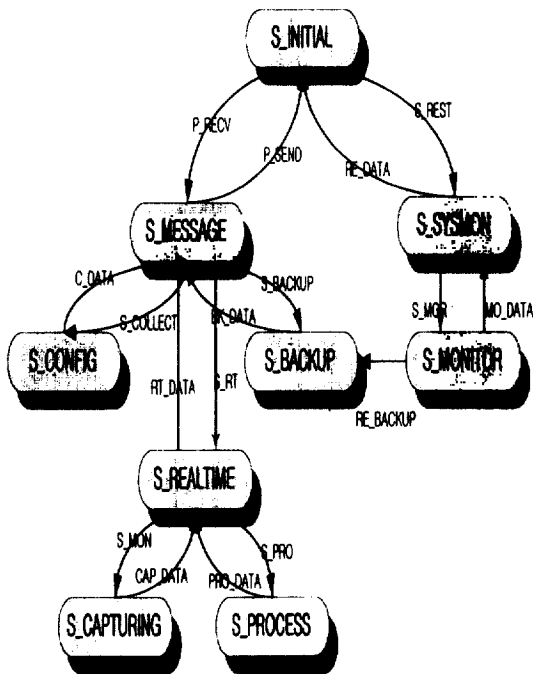 S_INITIAL
P_RECV
S_REST
P_SEND
RE_DATA
S_MESSAGE
S_SYSMON
C_DATA
S_BACKUP
S_COLLECT
BK_DATA
S_MGR
MO_DATA
S_CONFIG
S_BACKUP
S_MONITOR
RT_DATA
S_RT
RE_BACKUP
S_REALTIME
S_MON
S_PRO
CAP_DATA
PRO_DATA
S_CAPTURING
S_PROCESS